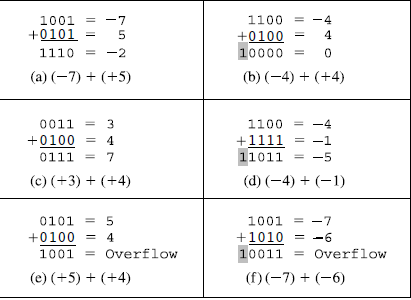 1001 = −7
+0101 = 5
1110 = −2
(a) (−7) + (+5)
1100 = −4
+0100 = 4
10000 = 0
(b) (−4) + (+4)
0011 = 3
+0100 = 4
0111 = 7
(c) (+3) + (+4)
1100 = −4
+1111 = −1
11011 = −5
(d) (−4) + (−1)
0101 = 5
+0100 = 4
1001 = Overflow
(e) (+5) + (+4)
1001 = −7
+1010 = −6
10011 = Overflow
(f) (−7) + (−6)